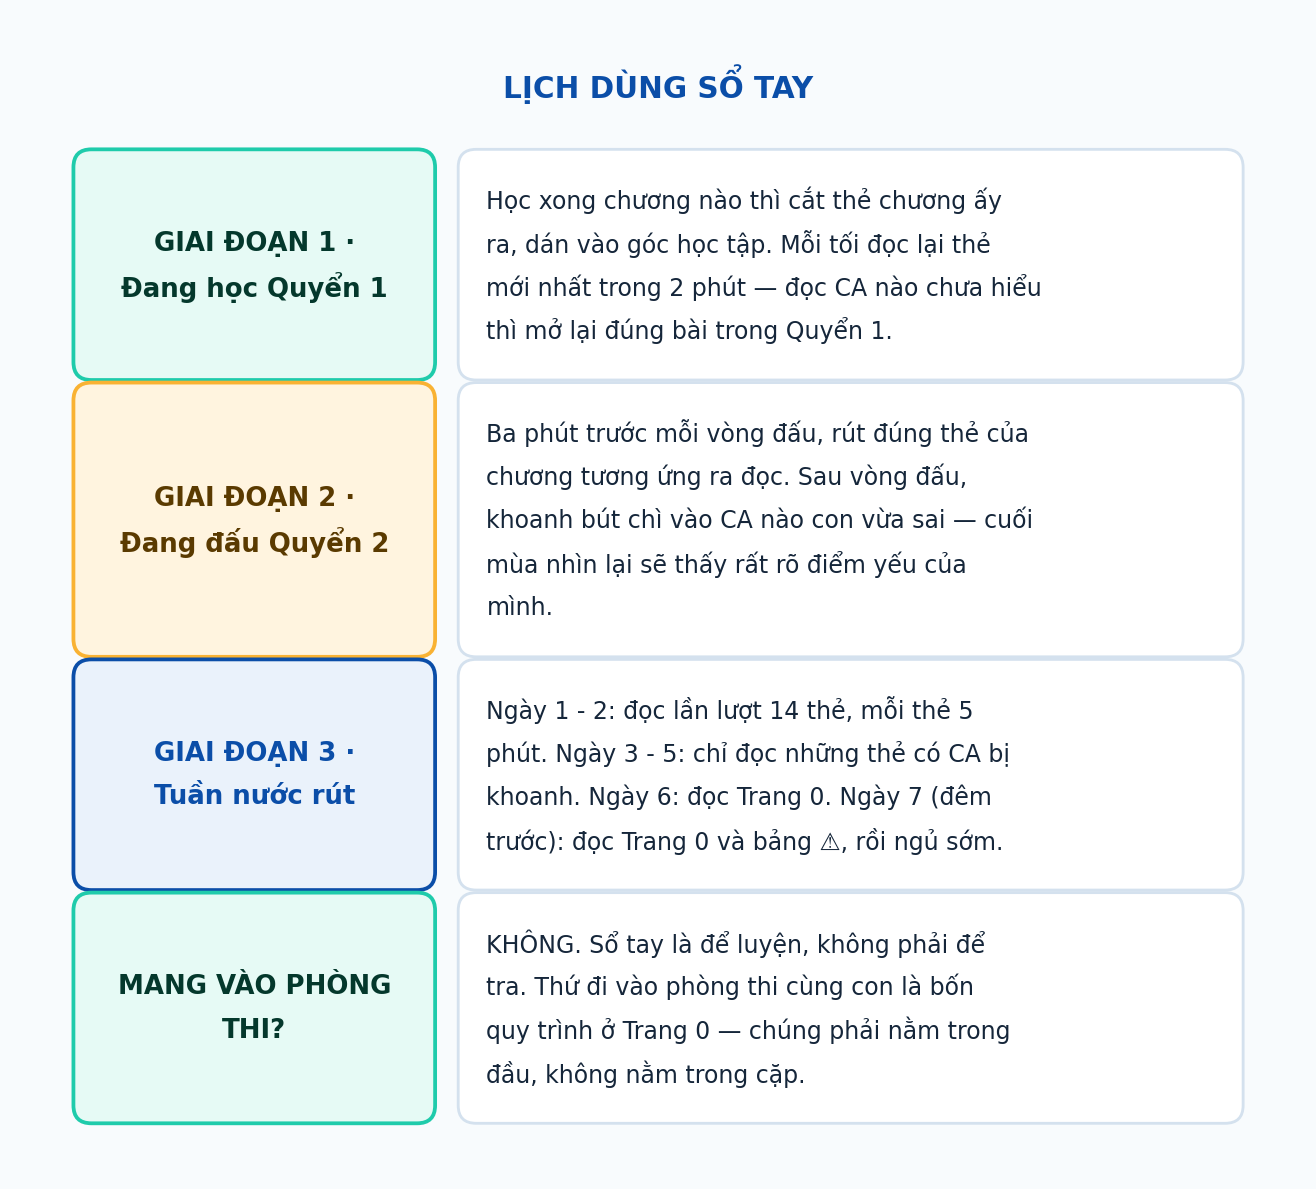 LỊCH DÙNG SỔ TAY
GIAI ĐOẠN 1 ·
Đang học Quyển 1
Học xong chương nào thì cắt thẻ chương ấy
ra, dán vào góc học tập. Mỗi tối đọc lại thẻ
mới nhất trong 2 phút — đọc CA nào chưa hiểu
thì mở lại đúng bài trong Quyển 1.
GIAI ĐOẠN 2 ·
Đang đấu Quyển 2
Ba phút trước mỗi vòng đấu, rút đúng thẻ của
chương tương ứng ra đọc. Sau vòng đấu,
khoanh bút chì vào CA nào con vừa sai — cuối
mùa nhìn lại sẽ thấy rất rõ điểm yếu của
mình.
GIAI ĐOẠN 3 ·
Tuần nước rút
Ngày 1 - 2: đọc lần lượt 14 thẻ, mỗi thẻ 5
phút. Ngày 3 - 5: chỉ đọc những thẻ có CA bị
khoanh. Ngày 6: đọc Trang 0. Ngày 7 (đêm
trước): đọc Trang 0 và bảng ⚠, rồi ngủ sớm.
MANG VÀO PHÒNG
THI?
KHÔNG. Sổ tay là để luyện, không phải để
tra. Thứ đi vào phòng thi cùng con là bốn
quy trình ở Trang 0 — chúng phải nằm trong
đầu, không nằm trong cặp.